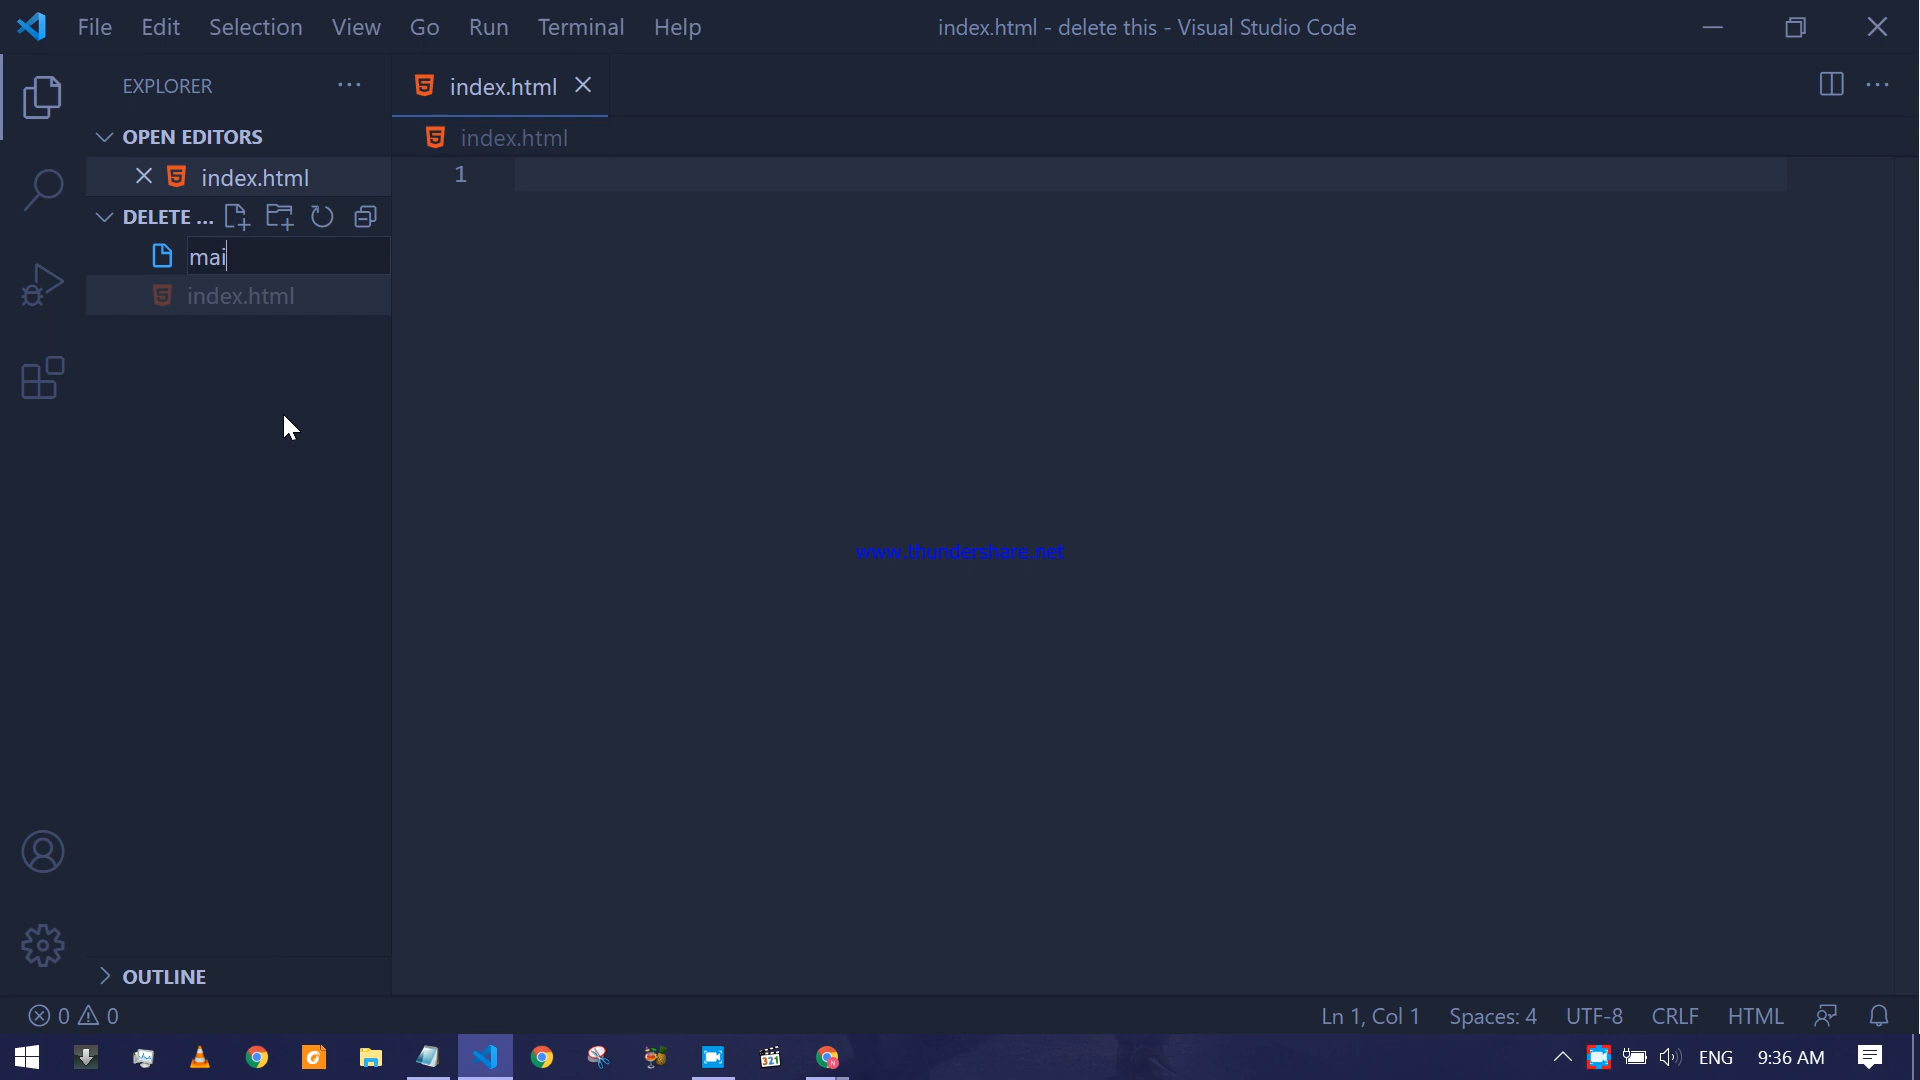 File Edit Selection View Go Run Terminal Help
index.html - delete this - Visual Studio Code
EXPLORER
index.html
OPEN EDITORS
index.html
index.html
1
DELETE ...
mai
index.html
www.thundershare.net
OUTLINE
0 0
Ln 1, Col 1 Spaces: 4 UTF-8 CRLF HTML
321
N
ENG 9:36 AM